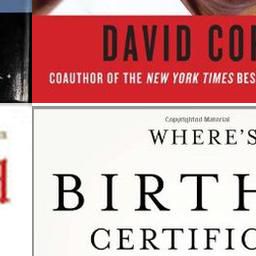 DAVID CO
COAUTHOR OF THE NEW YORK TIMES BES
Copyrighted Material
WHERE'S
BIRTH
CERTIFIC
d